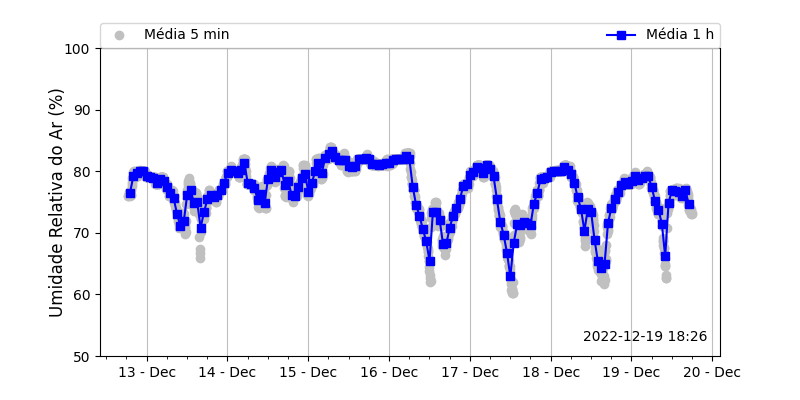 Média 5 min
Média 1 h
Umidade Relativa do Ar (%)
100
90
80
70
60
50
2022-12-19 18:26
13 - Dec
14 - Dec
15 - Dec
16 - Dec
17 - Dec
18 - Dec
19 - Dec
20 - Dec